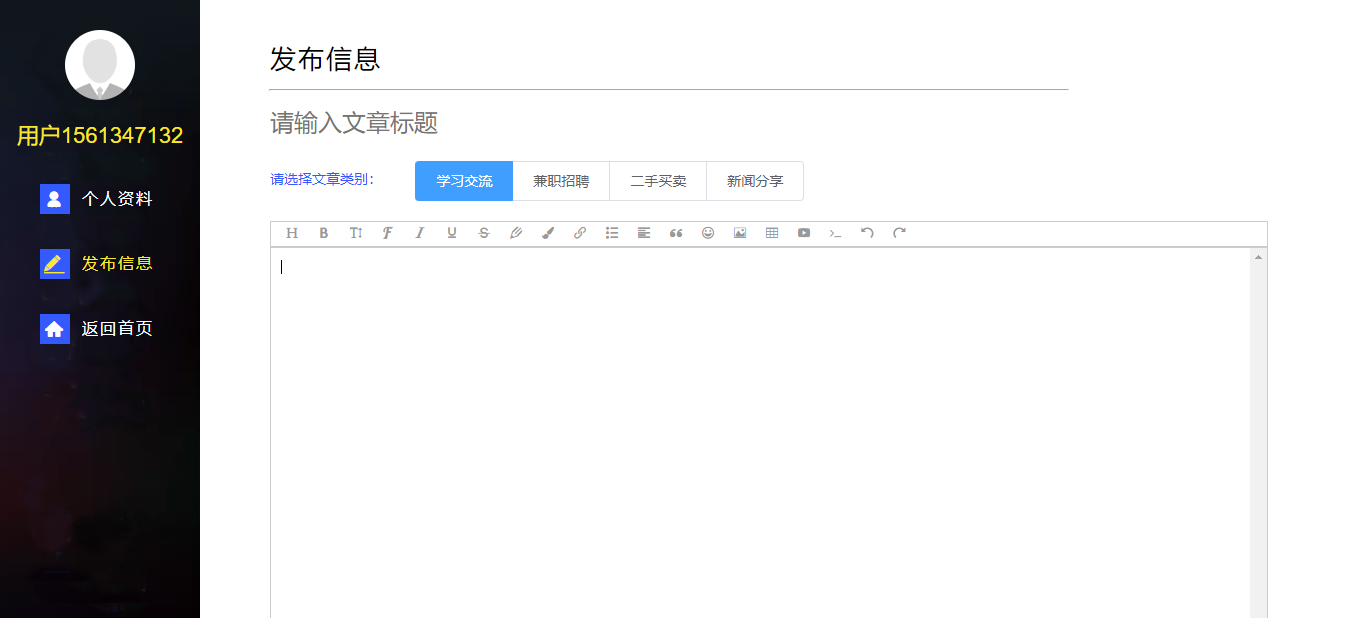 用户1561347132
个人资料
发布信息
返回首页
发布信息
请输入文章标题
请选择文章类别：
学习交流 兼职招聘 二手买卖 新闻分享